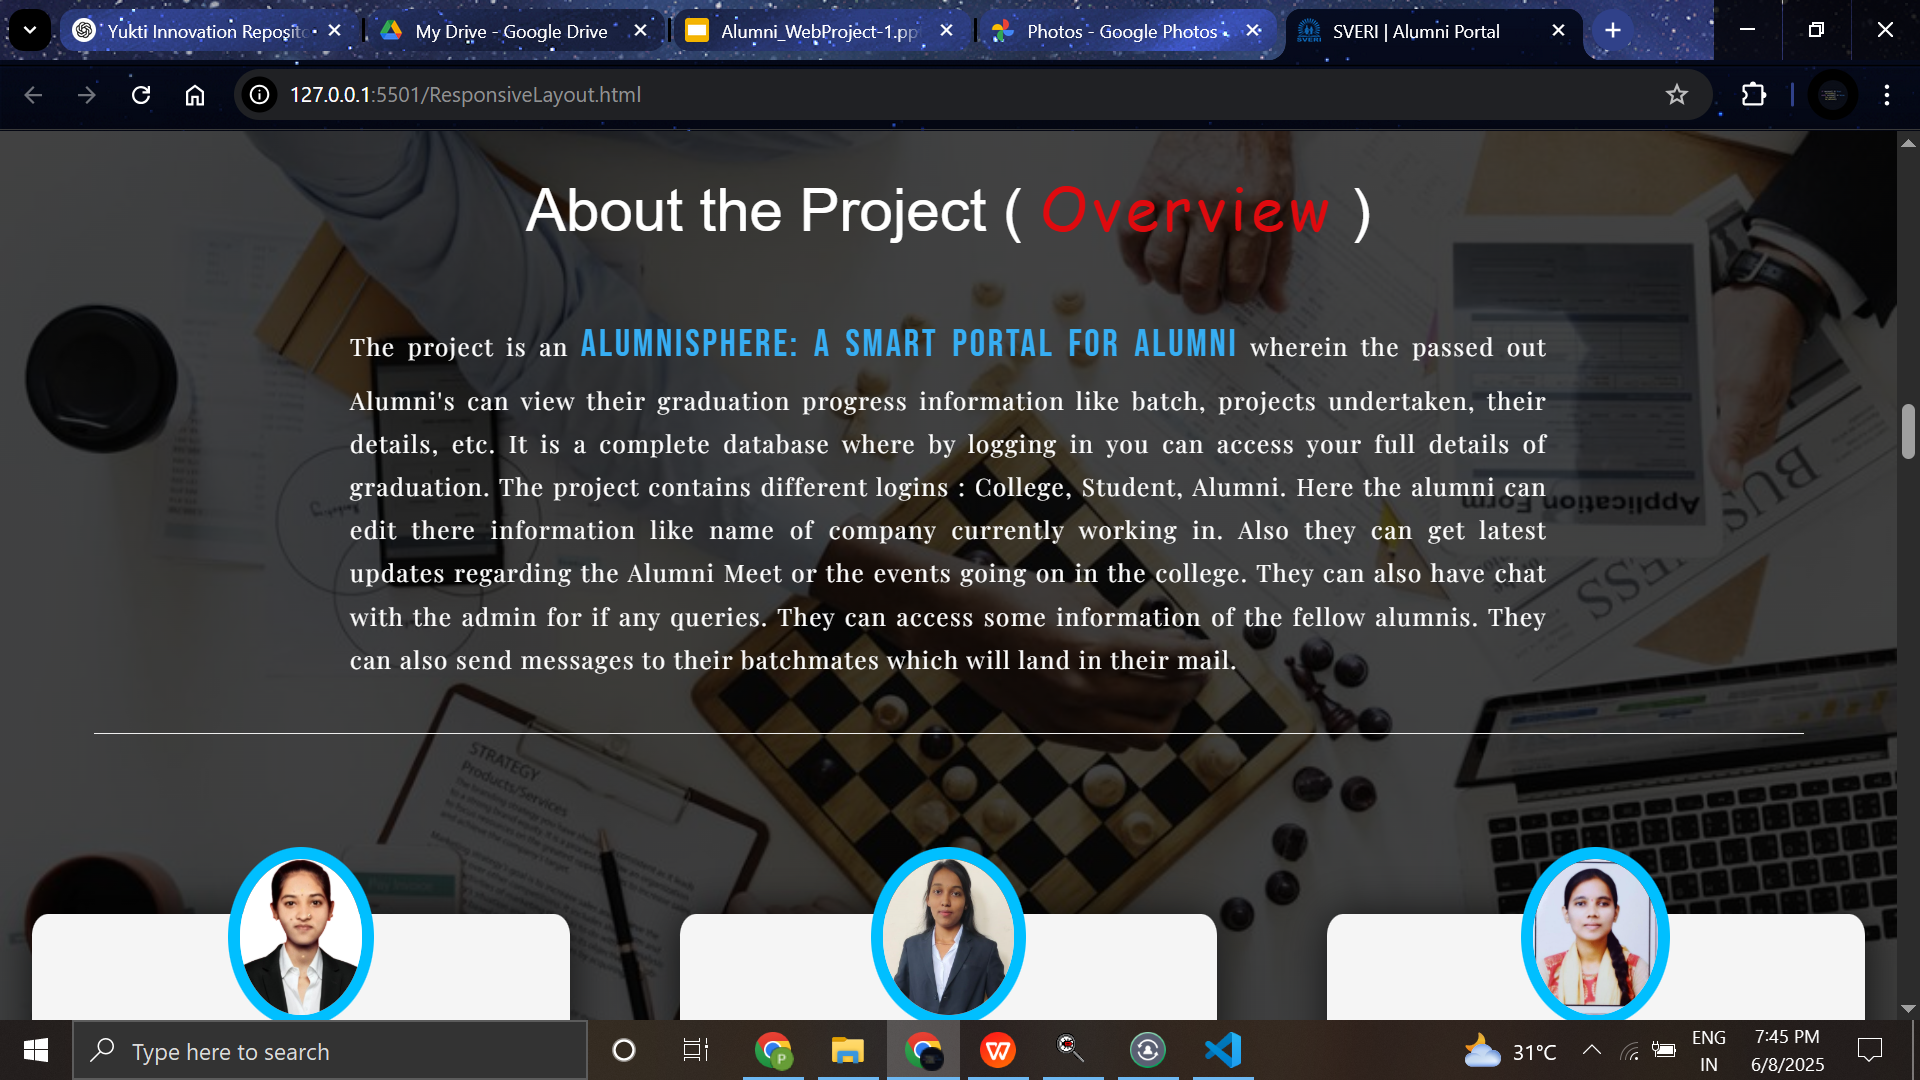 Yukti Innovation Reposito
My Drive - Google Drive
Alumni_WebProject-1.pp
Photos - Google Photos
SVERI | Alumni Portal
127.0.0.1:5501/ResponsiveLayout.html
About the Project ( Overview )
The project is an ALUMNISPHERE: A SMART PORTAL FOR ALUMNI wherein the passed out
Alumni's can view their graduation progress information like batch, projects undertaken, their
details, etc. It is a complete database where by logging in you can access your full details of
graduation. The project contains different logins : College, Student, Alumni. Here the alumni can
edit there information like name of company currently working in. Also they can get latest
updates regarding the Alumni Meet or the events going on in the college. They can also have chat
with the admin for if any queries. They can access some information of the fellow alumnis. They
can also send messages to their batchmates which will land in their mail.
Application Form
BUS
ESS
STRATEGY
Products/Services
Type here to search
P
31°C
ENG
IN
7:45 PM
6/8/2025